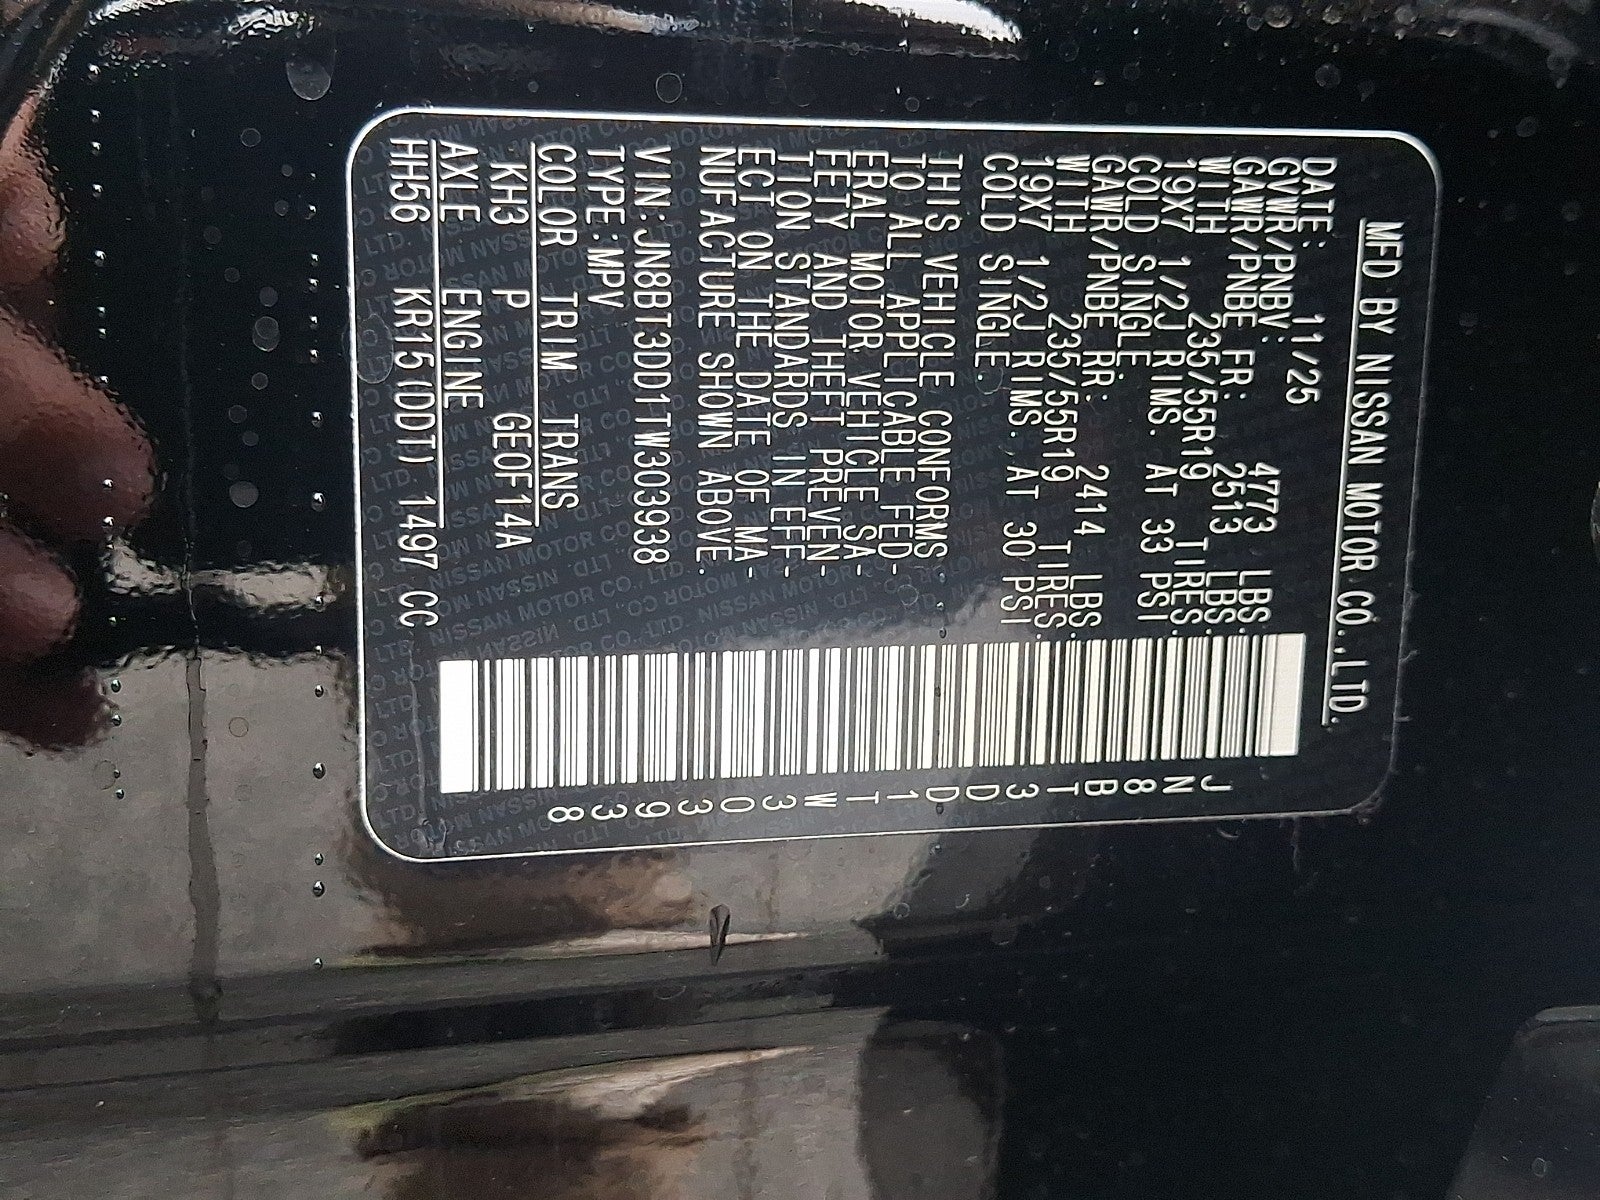 MFD BY NISSAN MOTOR CO.,LTD.
DATE: 11/25
GVWR/PNBV: 4773 LBS.
GAWR/PNBE FR: 2513 LBS.
WITH 235/55R19 TIRES.
19X7 1/2J RIMS. AT 33 PSI
COLD SINGLE.
GAWR/PNBE RR: 2414 LBS.
WITH 235/55R19 TIRES.
19X7 1/2J RIMS. AT 30 PSI
COLD SINGLE.
THIS VEHICLE CONFORMS
TO ALL APPLICABLE FED-
ERAL MOTOR VEHICLE SA-
FETY AND THEFT PREVEN-
TION STANDARDS IN EFF-
ECT ON THE DATE OF MA-
NUFACTURE SHOWN ABOVE.
VIN:JN8BT3DD1TW303938
TYPE:MPV
COLOR TRIM TRANS
KH3 P GE0F14A
AXLE ENGINE
HH56 KR15(DDT) 1497 CC
JN8BT3DD1TW303938